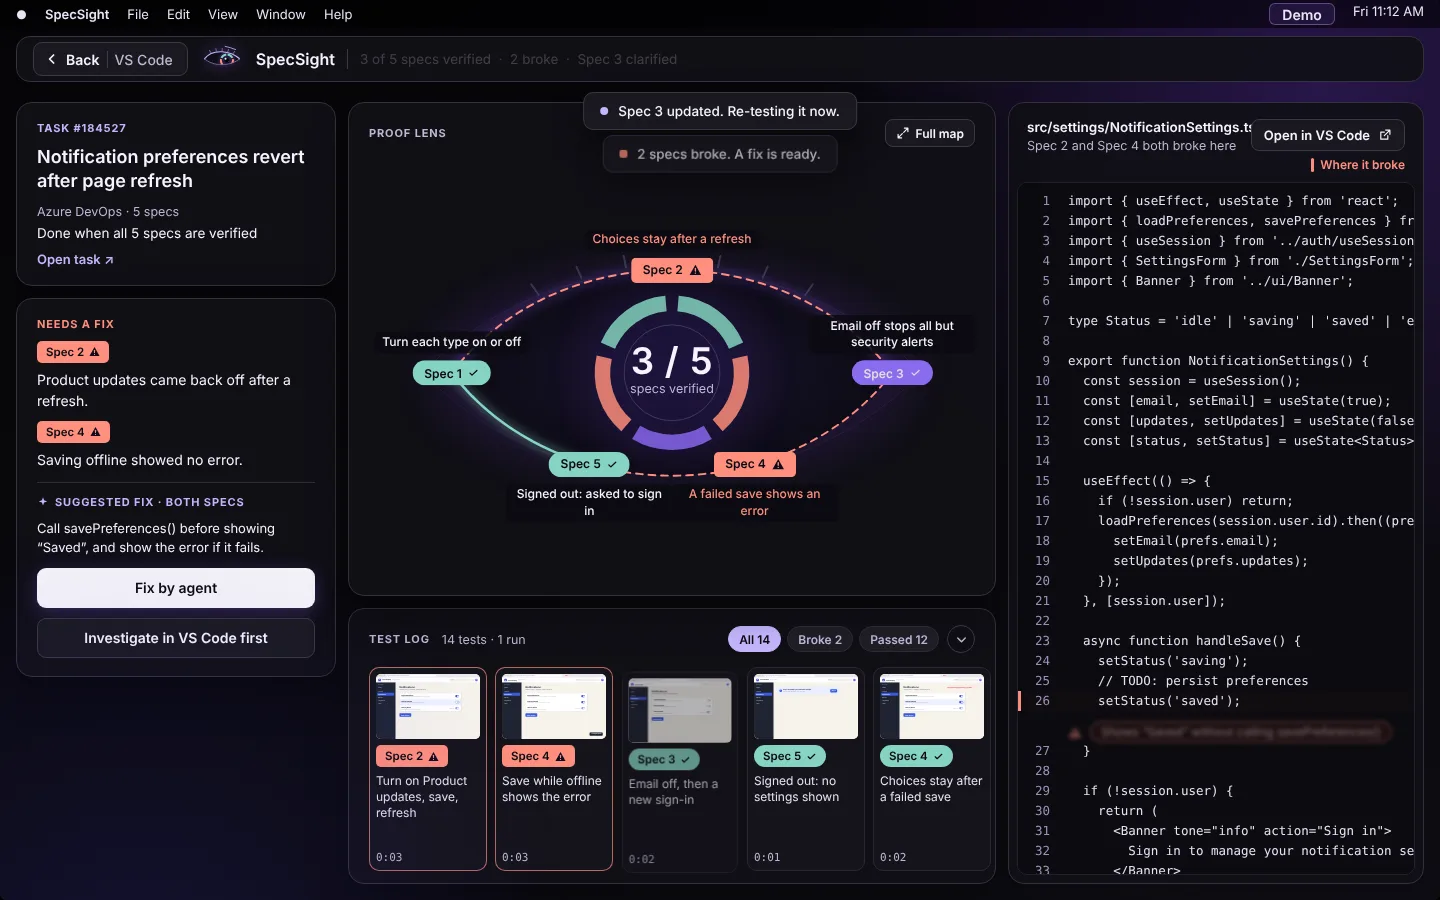 SpecSight File Edit View Window Help
Demo Fri 11:12 AM
Back VS Code
SpecSight
3 of 5 specs verified · 2 broke · Spec 3 clarified
TASK #184527
Notification preferences revert
after page refresh
Azure DevOps · 5 specs
Done when all 5 specs are verified
Open task ↗
NEEDS A FIX
Spec 2
Product updates came back off after a
refresh.
Spec 4
Saving offline showed no error.
SUGGESTED FIX · BOTH SPECS
Call savePreferences() before showing
“Saved”, and show the error if it fails.
Fix by agent
Investigate in VS Code first
PROOF LENS
Spec 3 updated. Re-testing it now.
2 specs broke. A fix is ready.
Full map
Choices stay after a refresh
Spec 2
Turn each type on or off
Spec 1 ✓
Email off stops all but
security alerts
Spec 3 ✓
3 / 5
specs verified
Spec 5 ✓
Signed out: asked to sign
in
Spec 4
A failed save shows an
error
TEST LOG 14 tests · 1 run
All 14 Broke 2 Passed 12
Spec 2
Turn on Product
updates, save,
refresh
0:03
Spec 4
Save while offline
shows the error
0:03
Spec 3 ✓
Email off, then a
new sign-in
0:02
Spec 5 ✓
Signed out: no
settings shown
0:01
Spec 4 ✓
Choices stay after
a failed save
0:02
src/settings/NotificationSettings.ts
Spec 2 and Spec 4 both broke here
Open in VS Code
Where it broke
1 import { useEffect, useState } from 'react';
2 import { loadPreferences, savePreferences } fr
3 import { useSession } from '../auth/useSession
4 import { SettingsForm } from './SettingsForm';
5 import { Banner } from '../ui/Banner';
6
7 type Status = 'idle' | 'saving' | 'saved' | 'e
8
9 export function NotificationSettings() {
10 const session = useSession();
11 const [email, setEmail] = useState(true);
12 const [updates, setUpdates] = useState(false
13 const [status, setStatus] = useState<Status>
14
15 useEffect(() => {
16 if (!session.user) return;
17 loadPreferences(session.user.id).then((pre
18 setEmail(prefs.email);
19 setUpdates(prefs.updates);
20 });
21 }, [session.user]);
22
23 async function handleSave() {
24 setStatus('saving');
25 // TODO: persist preferences
26 setStatus('saved');
Shows "Saved" without calling savePreferences()
27 }
28
29 if (!session.user) {
30 return (
31 <Banner tone="info" action="Sign in">
32 Sign in to manage your notification se
33 </Banner>